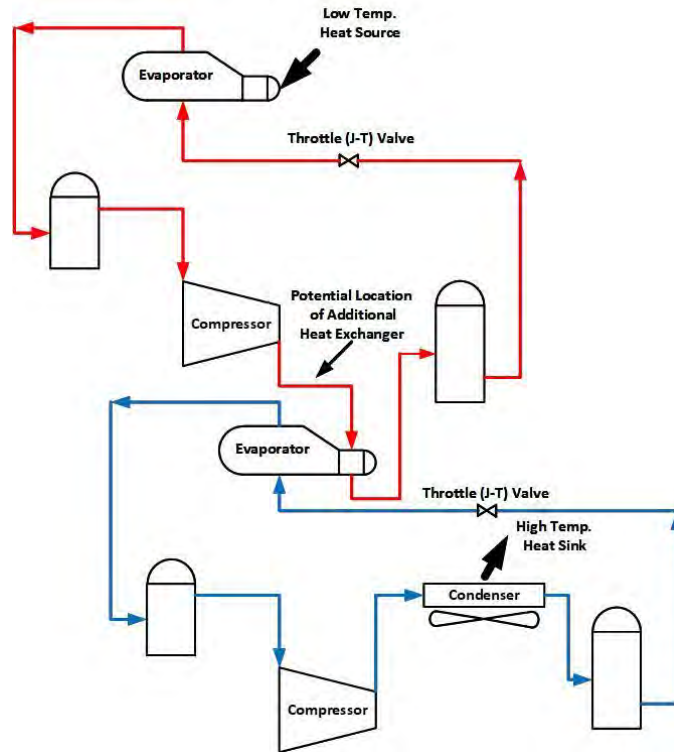 Low Temp.
Heat Source
Evaporator
Throttle (J-T) Valve
Potential Location
of Additional
Heat Exchanger
Compressor
Evaporator
Throttle (J-T) Valve
High Temp.
Heat Sink
Condenser
Compressor